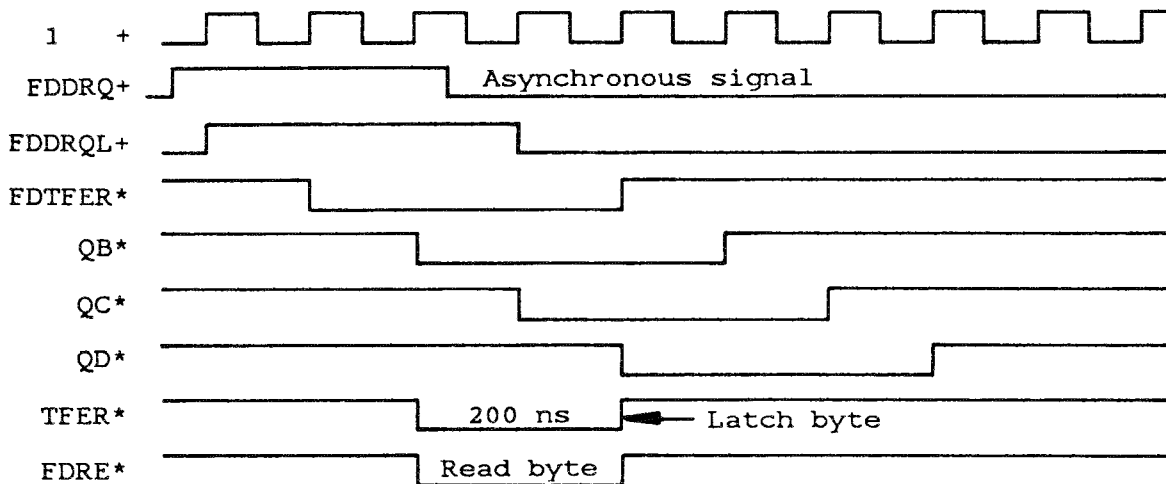 1 +
FDDRQ+ Asynchronous signal
FDDRQL+
FDTFER*
QB*
QC*
QD*
TFER* 200 ns Latch byte
FDRE* Read byte